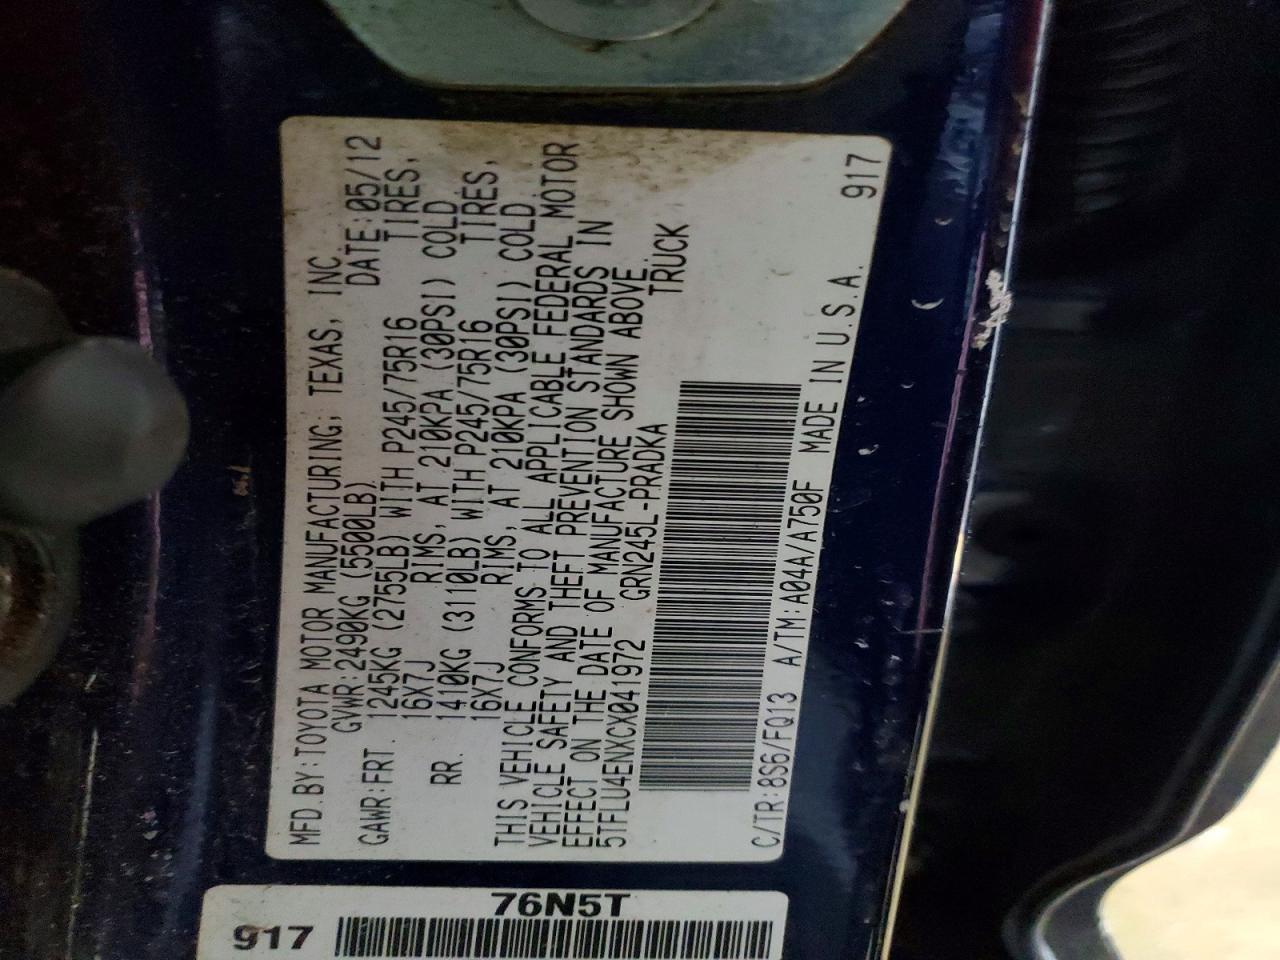 MFD.BY:TOYOTA MOTOR MANUFACTURING, TEXAS, INC.
GVWR:2490KG (5500LB) DATE:05/12
GAWR:FRT. 1245KG (2755LB) WITH P245/75R16 TIRES,
16X7J RIMS, AT 210KPA (30PSI) COLD
RR. 1410KG (3110LB) WITH P245/75R16 TIRES,
16X7J RIMS, AT 210KPA (30PSI) COLD.
THIS VEHICLE CONFORMS TO ALL APPLICABLE FEDERAL MOTOR
VEHICLE SAFETY AND THEFT PREVENTION STANDARDS IN
EFFECT ON THE DATE OF MANUFACTURE SHOWN ABOVE.
5TFLU4ENXCX041972 GRN245L-PRADKA TRUCK
C/TR:8S6/FQ13 A/TM:A04A/A750F MADE IN U.S.A. 917
76N5T
917